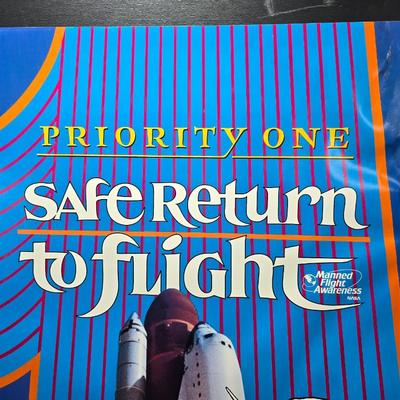 PRIORITY ONE
Safe Return
to flight
Manned
Flight
Awareness
NASA